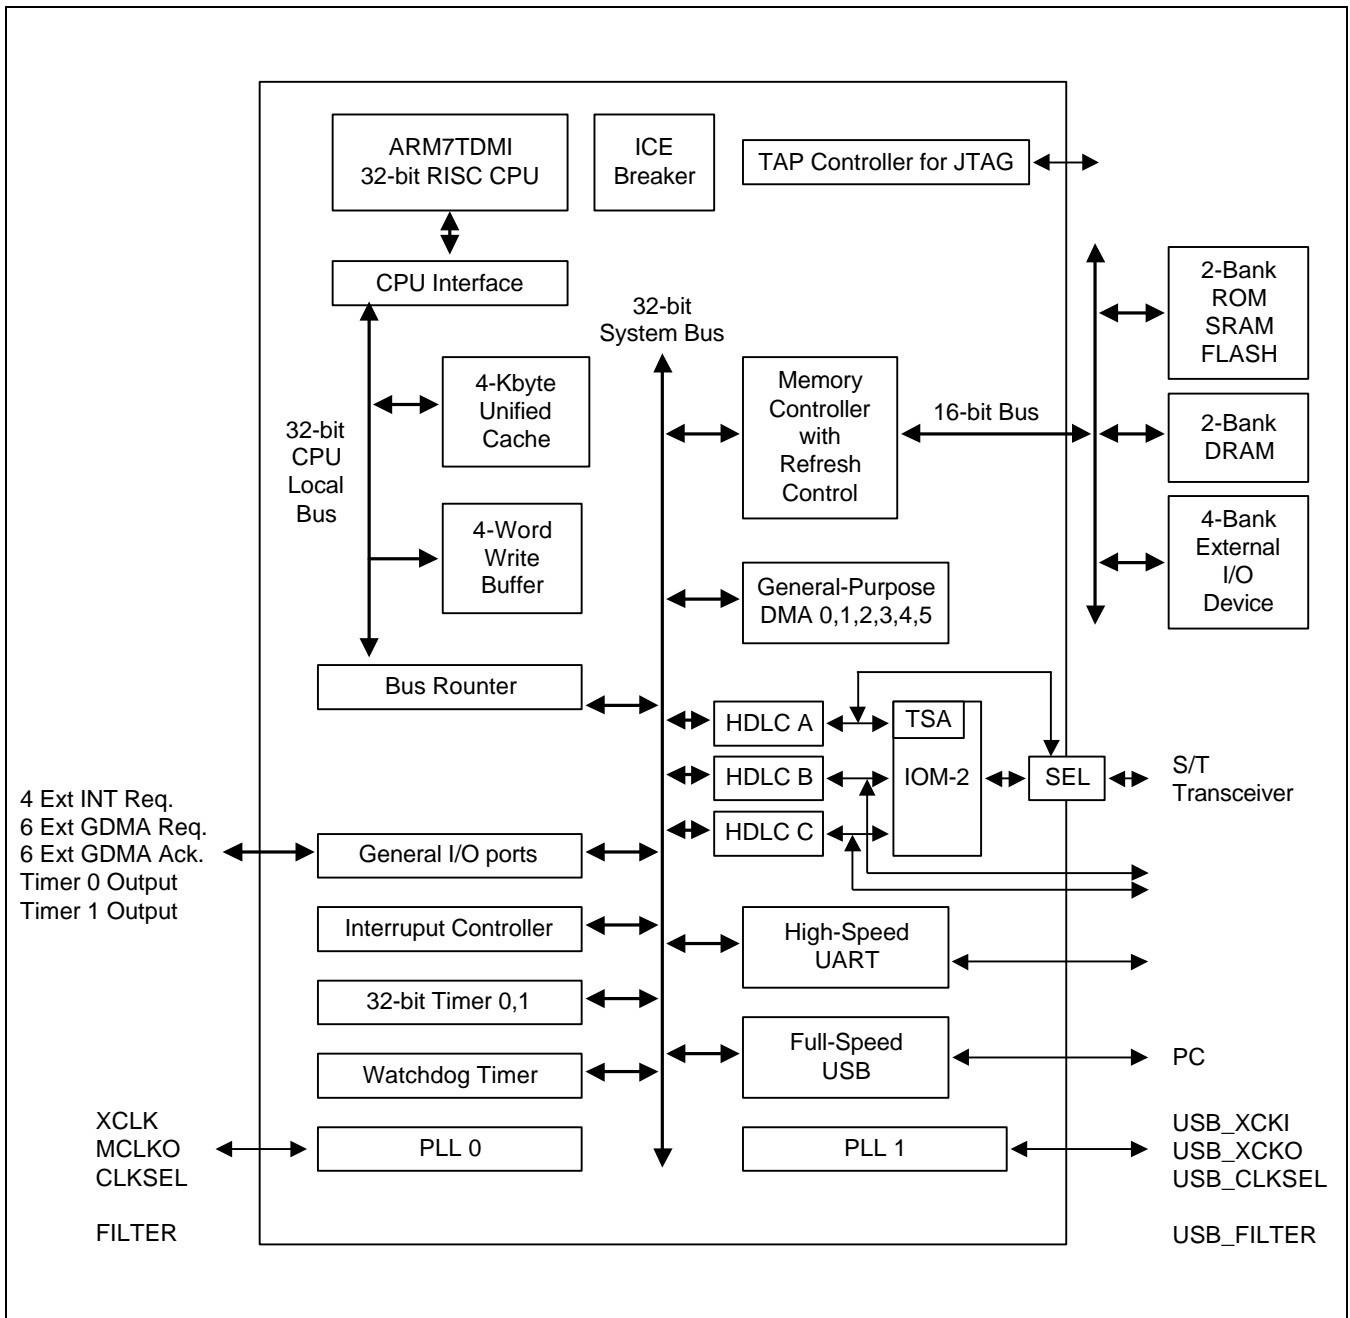 ARM7TDMI
32-bit RISC CPU
ICE
Breaker
TAP Controller for JTAG
CPU Interface
32-bit
System Bus
2-Bank
ROM
SRAM
FLASH
4-Kbyte
Unified
Cache
Memory
Controller
with
Refresh
Control
16-bit Bus
32-bit
CPU
Local
Bus
2-Bank
DRAM
4-Word
Write
Buffer
4-Bank
External
I/O
Device
General-Purpose
DMA 0,1,2,3,4,5
Bus Rounter
HDLC A
TSA
HDLC B
IOM-2
SEL
S/T
Transceiver
HDLC C
4 Ext INT Req.
6 Ext GDMA Req.
6 Ext GDMA Ack.
Timer 0 Output
Timer 1 Output
General I/O ports
Interruput Controller
High-Speed
UART
32-bit Timer 0,1
Full-Speed
USB
PC
Watchdog Timer
XCLK
MCLKO
CLKSEL
FILTER
PLL 0
PLL 1
USB_XCKI
USB_XCKO
USB_CLKSEL
USB_FILTER